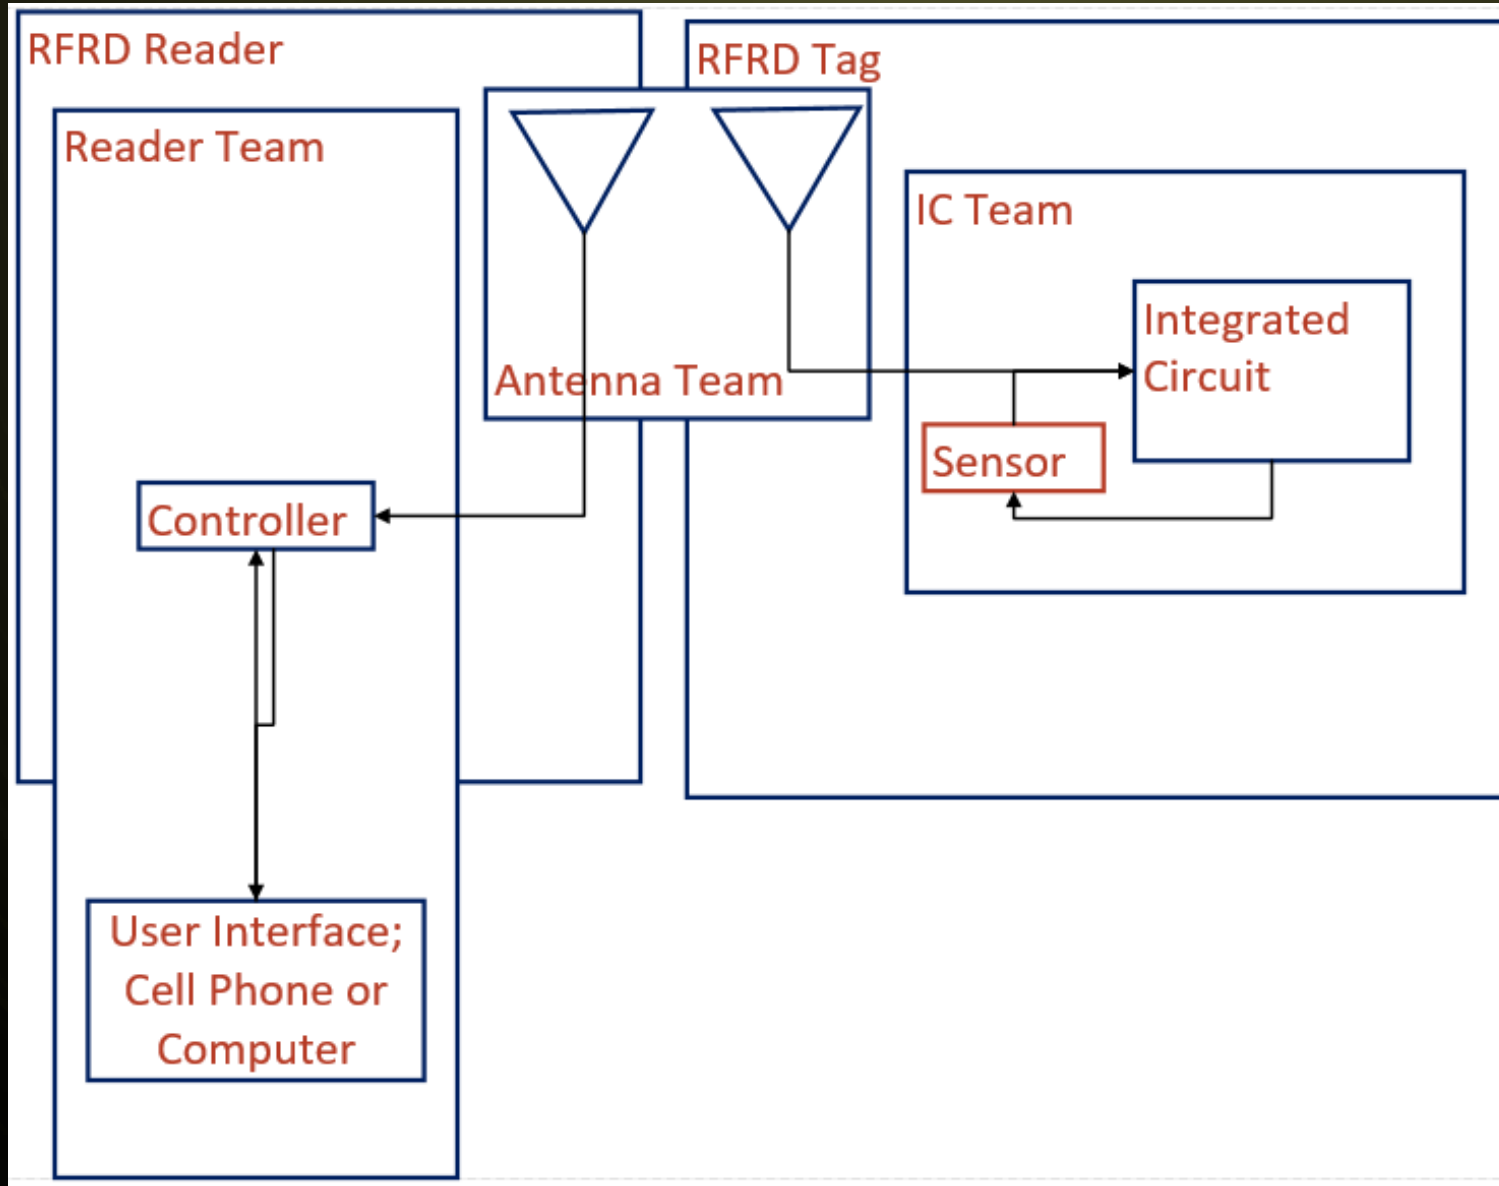 RFRD Reader
RFRD Tag
Reader Team
IC Team
Integrated
Circuit
Antenna Team
Sensor
Controller
User Interface;
Cell Phone or
Computer